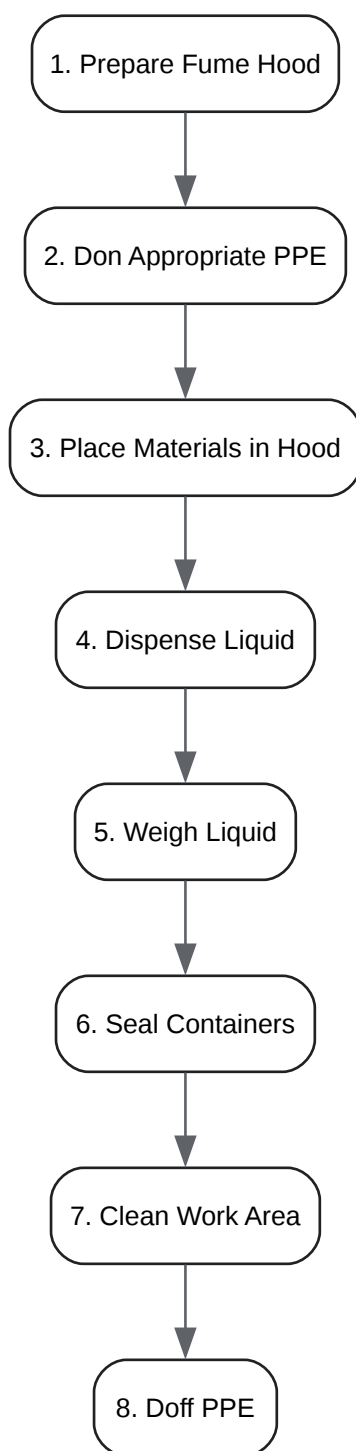 1. Prepare Fume Hood
2. Don Appropriate PPE
3. Place Materials in Hood
4. Dispense Liquid
5. Weigh Liquid
6. Seal Containers
7. Clean Work Area
8. Doff PPE